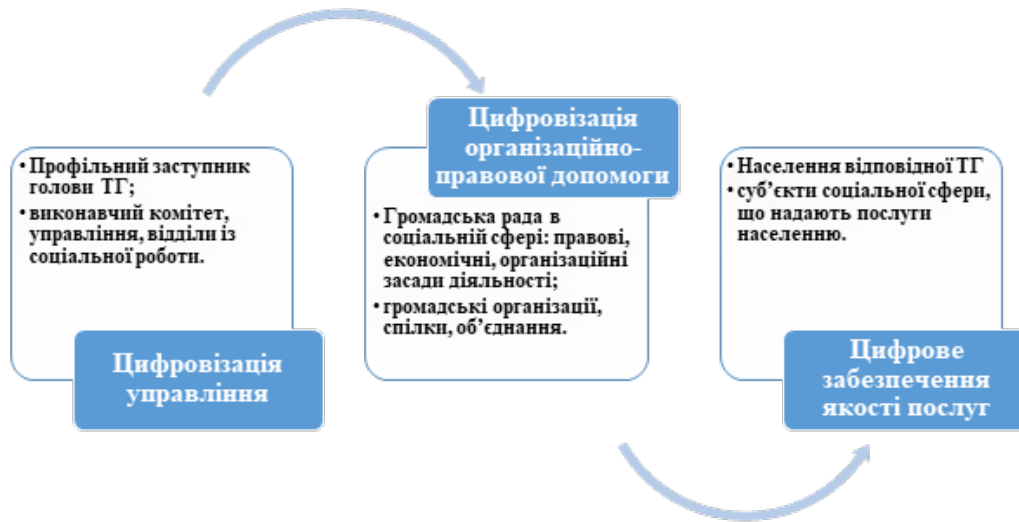 • Профільний заступник
голови ТГ;
• виконавчий комітет,
управління, відділи із
соціальної роботи.
Цифровізація
управління
Цифровізація
організаційно-
правової допомоги
• Громадська рада в
соціальній сфері: правові,
економічні, організаційні
засади діяльності;
• громадські організації,
спілки, об’єднання.
• Населення відповідної ТГ
• суб’єкти соціальної сфери,
що надають послуги
населенню.
Цифрове
забезпечення
якості послуг